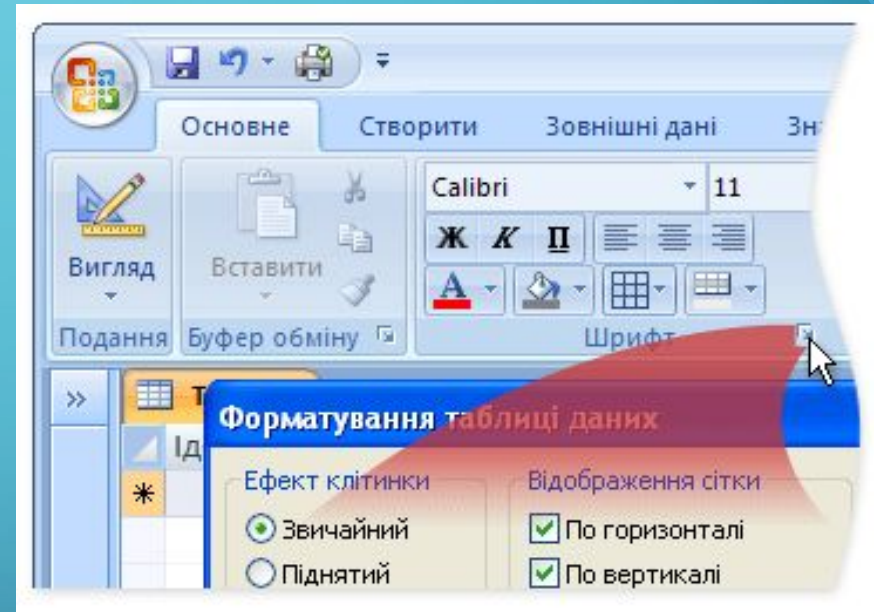 Основне Створити Зовнішні дані
Calibri 11
Ж К П
Вигляд Вставити
А
Подання Буфер обміну Шрифт
Форматування таблиці даних
Ефект клітинки Відображення сітки
Звичайний По горизонталі
Піднятий По вертикалі